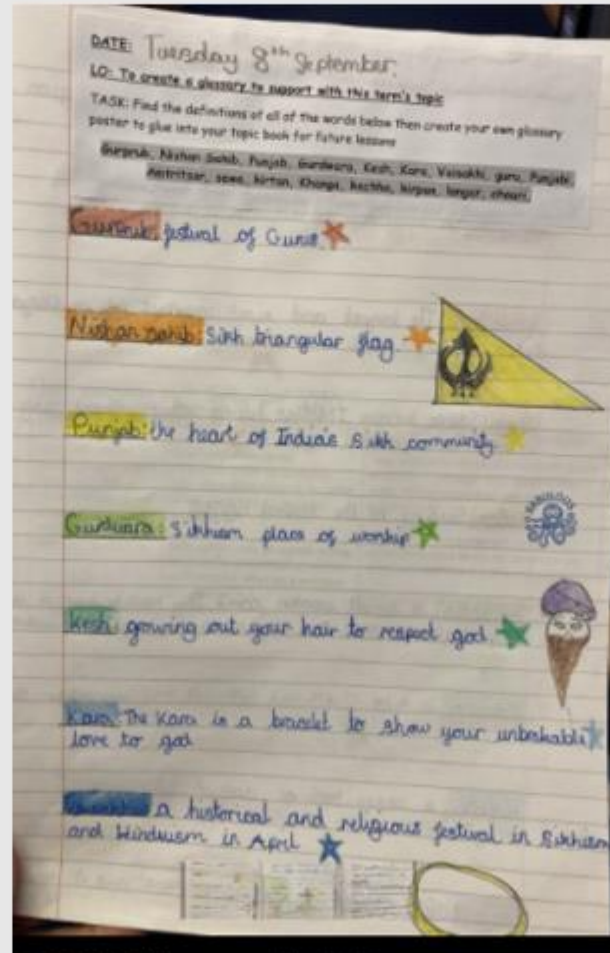 DATE: Tuesday 8th September.
LO: To create a glossary to support with this term's topic
TASK: Find the definitions of all of the words below then create your own glossary
poster to glue into your topic book for future lessons
Gurpurub, Nishan Sahib, Punjab, Gurdwara, Kesh, Kara, Vaisakhi, guru, Punjabi,
Amritsar, sewa, kirtan, Khanga, kachha, kirpan, langar, chauri,
festival of Gurus
Nishan sahib: Sikh triangular flag
Punjab: the heart of India's Sikh community
Gurdwara: Sikhism place of worship
FABULOUS
Kesh: growing out your hair to respect god
Kara: The Kara is a bracelet to show your unbrekable
love to god
a historical and religious festival in Sikhism
and Hinduism in April